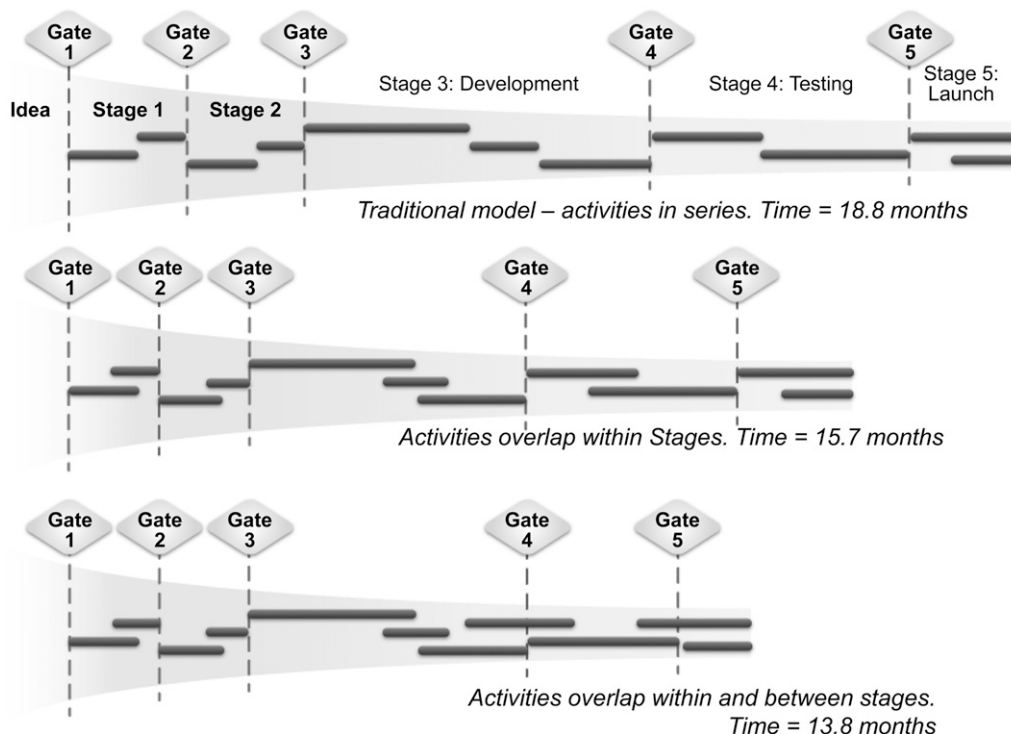 Gate 1
Gate 2
Gate 3
Gate 4
Gate 5
Idea
Stage 1
Stage 2
Stage 3: Development
Stage 4: Testing
Stage 5: Launch
Traditional model – activities in series. Time = 18.8 months
Gate 1
Gate 2
Gate 3
Gate 4
Gate 5
Activities overlap within Stages. Time = 15.7 months
Gate 1
Gate 2
Gate 3
Gate 4
Gate 5
Activities overlap within and between stages.
Time = 13.8 months